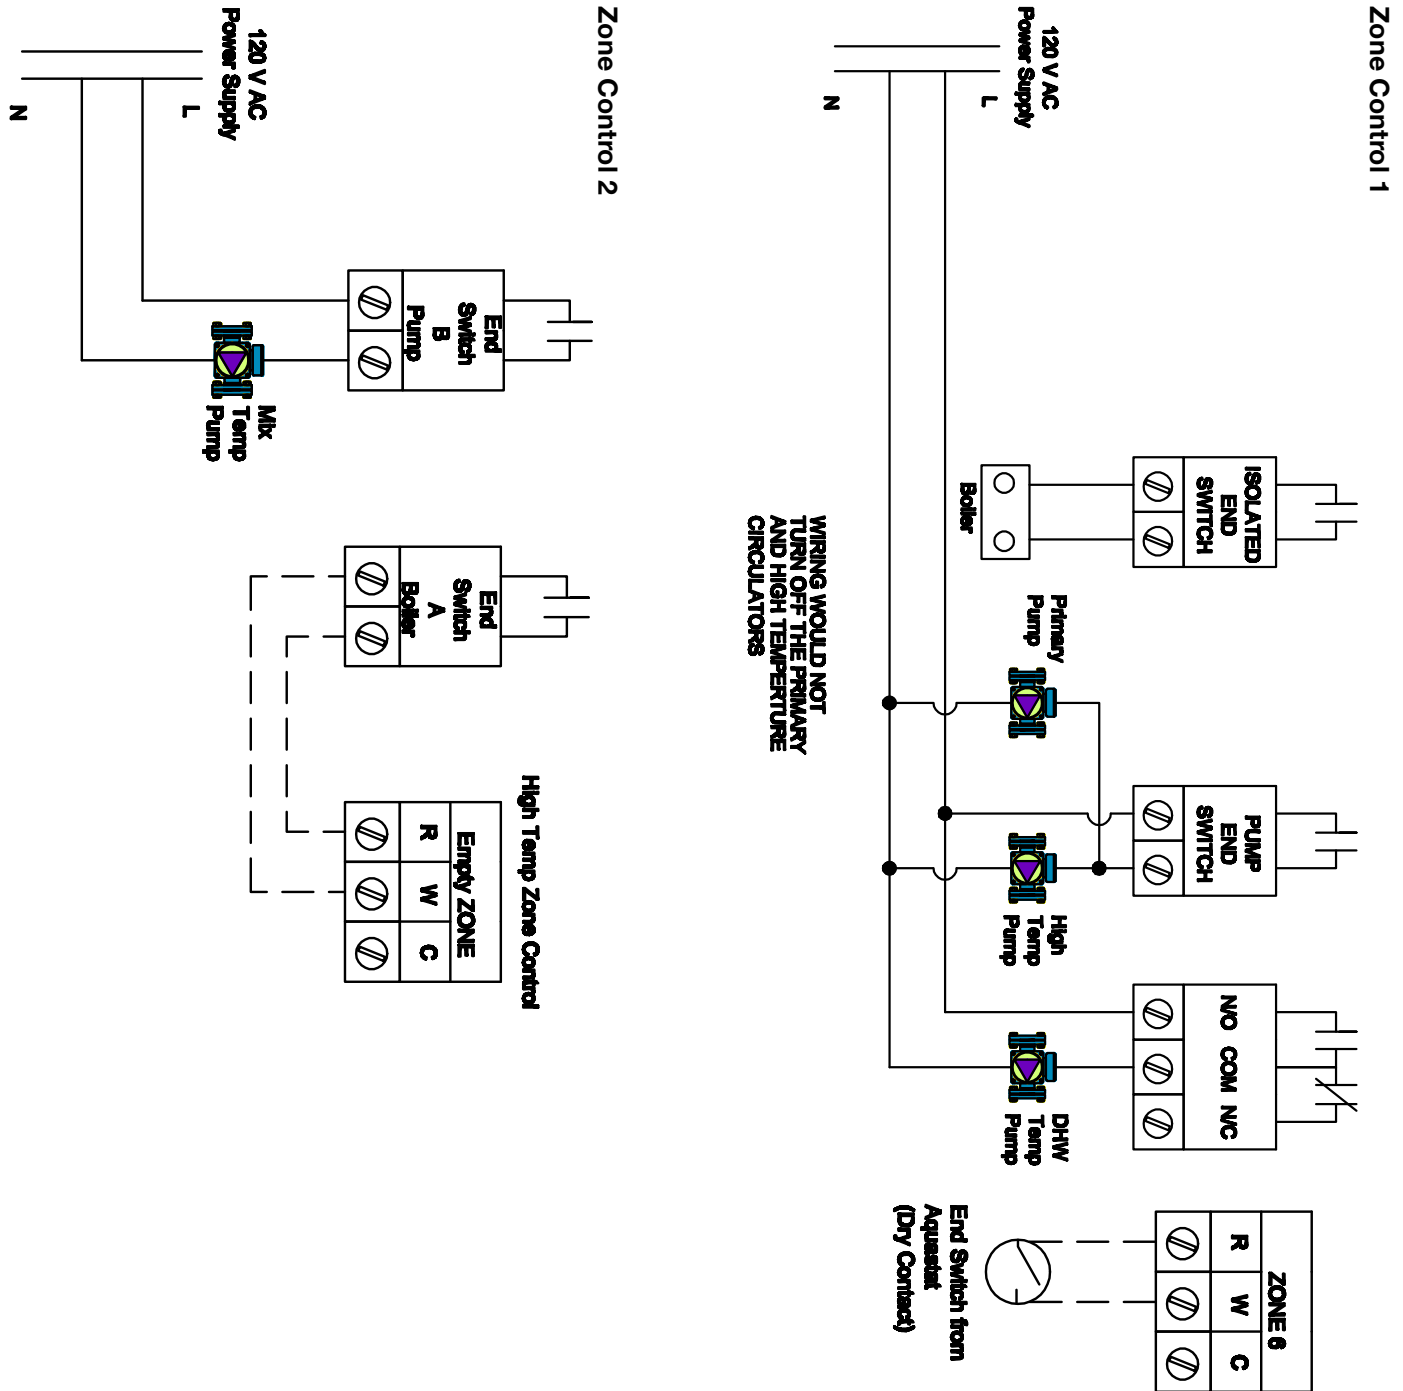 Zone Control 1
120 V AC
Power Supply
L
N
ISOLATED
END
SWITCH
Boiler
PUMP
END
SWITCH
Primary
Pump
High
Temp
Pump
N/O COM N/C
DHW
Temp
Pump
ZONE 6
R W C
End Switch from
Aquastat
(Dry Contact)
WIRING WOULD NOT
TURN OFF THE PRIMARY
AND HIGH TEMPERTURE
CIRCULATORS
Zone Control 2
120 V AC
Power Supply
L
N
End
Switch
B
Pump
Mix
Temp
Pump
End
Switch
A
Boiler
High Temp Zone Control
Empty ZONE
R W C